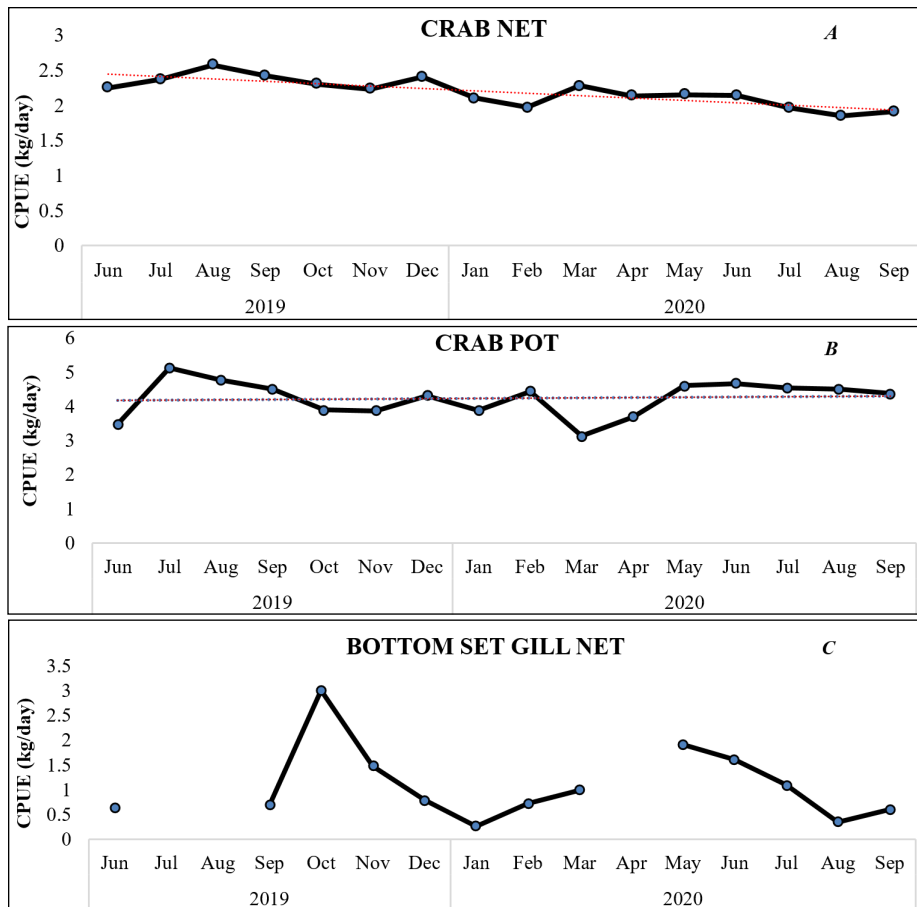 CRAB NET
A
CPUE (kg/day)
3
2.5
2
1.5
1
0.5
0
Jun Jul Aug Sep Oct Nov Dec Jan Feb Mar Apr May Jun Jul Aug Sep
2019 2020
CRAB POT
B
CPUE (kg/day)
6
5
4
3
2
1
0
Jun Jul Aug Sep Oct Nov Dec Jan Feb Mar Apr May Jun Jul Aug Sep
2019 2020
BOTTOM SET GILL NET
C
CPUE (kg/day)
3.5
3
2.5
2
1.5
1
0.5
0
Jun Jul Aug Sep Oct Nov Dec Jan Feb Mar Apr May Jun Jul Aug Sep
2019 2020